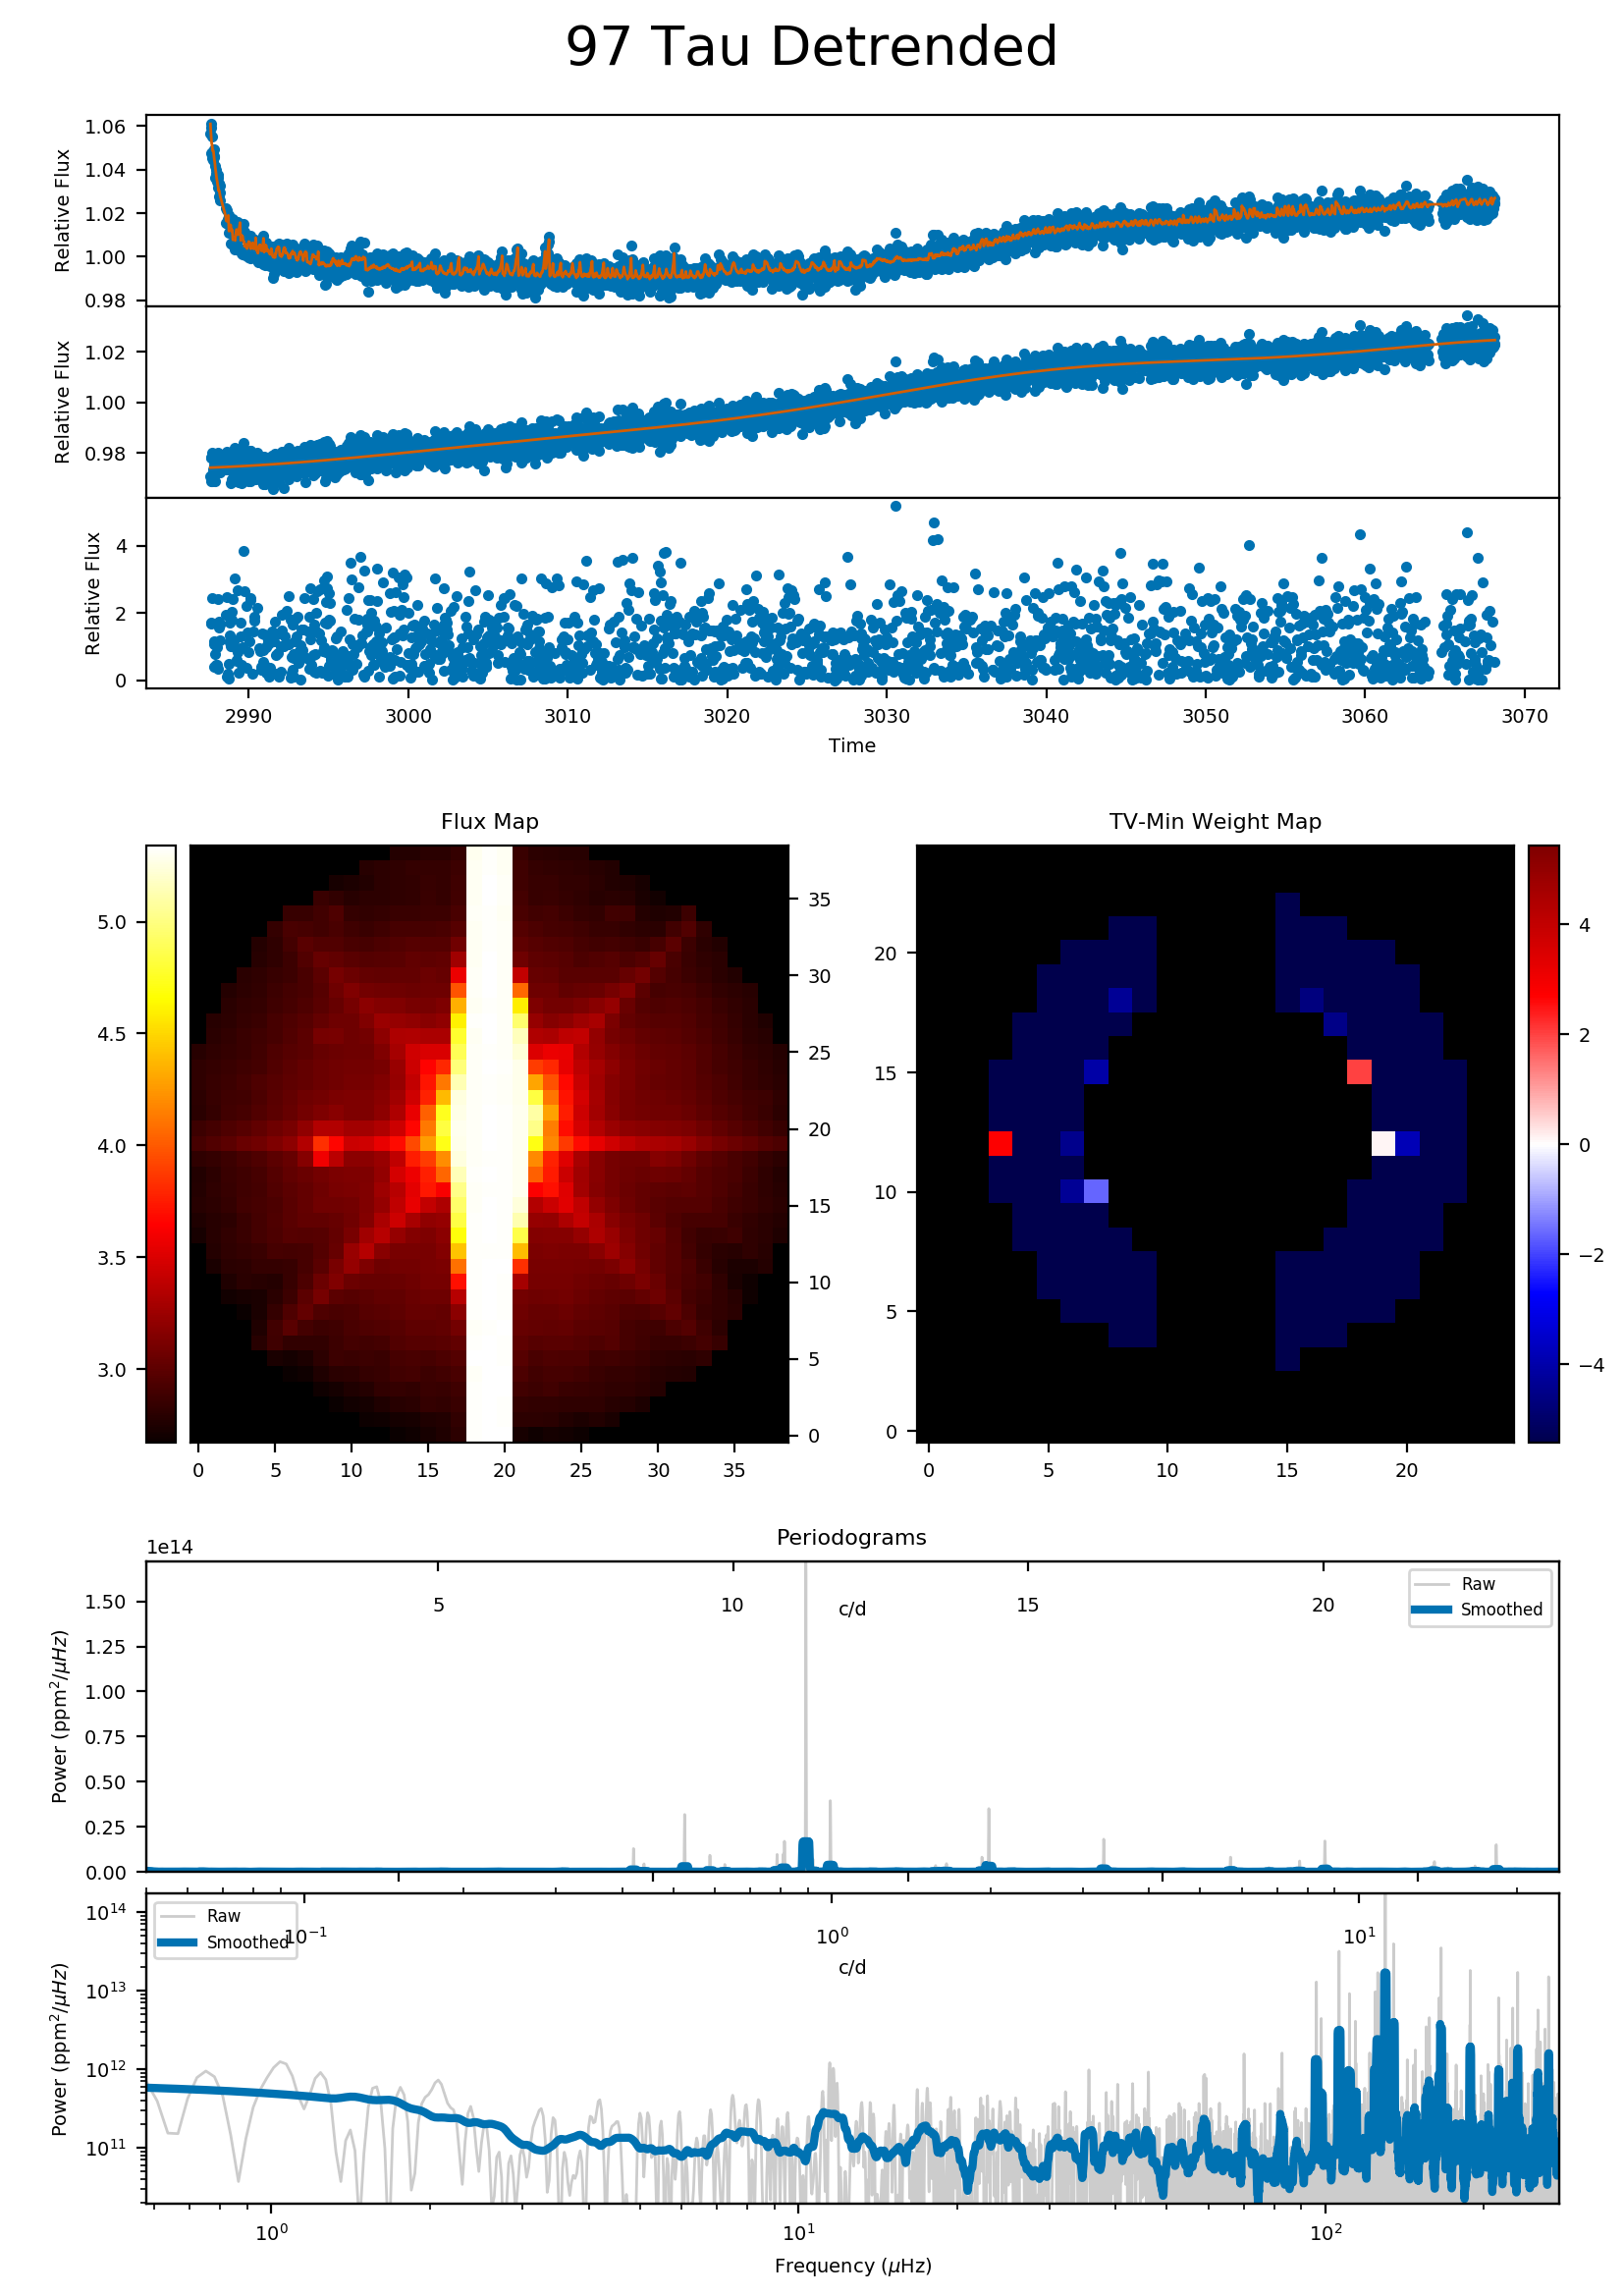 97 Tau Detrended
1.06
1.04
1.02
1.00
0.98
Relative Flux
1.02
1.00
0.98
Relative Flux
4
2
0
Relative Flux
2990 3000 3010 3020 3030 3040 3050 3060 3070
Time
Flux Map
5.0
4.5
4.0
3.5
3.0
35
30
25
20
15
10
5
0
0 5 10 15 20 25 30 35
TV-Min Weight Map
20
15
10
5
0
0 5 10 15 20
4
2
0
−2
−4
Periodograms
1e14
1.50
1.25
1.00
0.75
0.50
0.25
0.00
Power (ppm²/μHz)
5 10 15 20
c/d
Raw
Smoothed
10¹⁴
10¹³
10¹²
10¹¹
Power (ppm²/μHz)
Raw
Smoothed
10⁻¹ 10⁰ 10¹
c/d
10⁰ 10¹ 10²
Frequency (μHz)